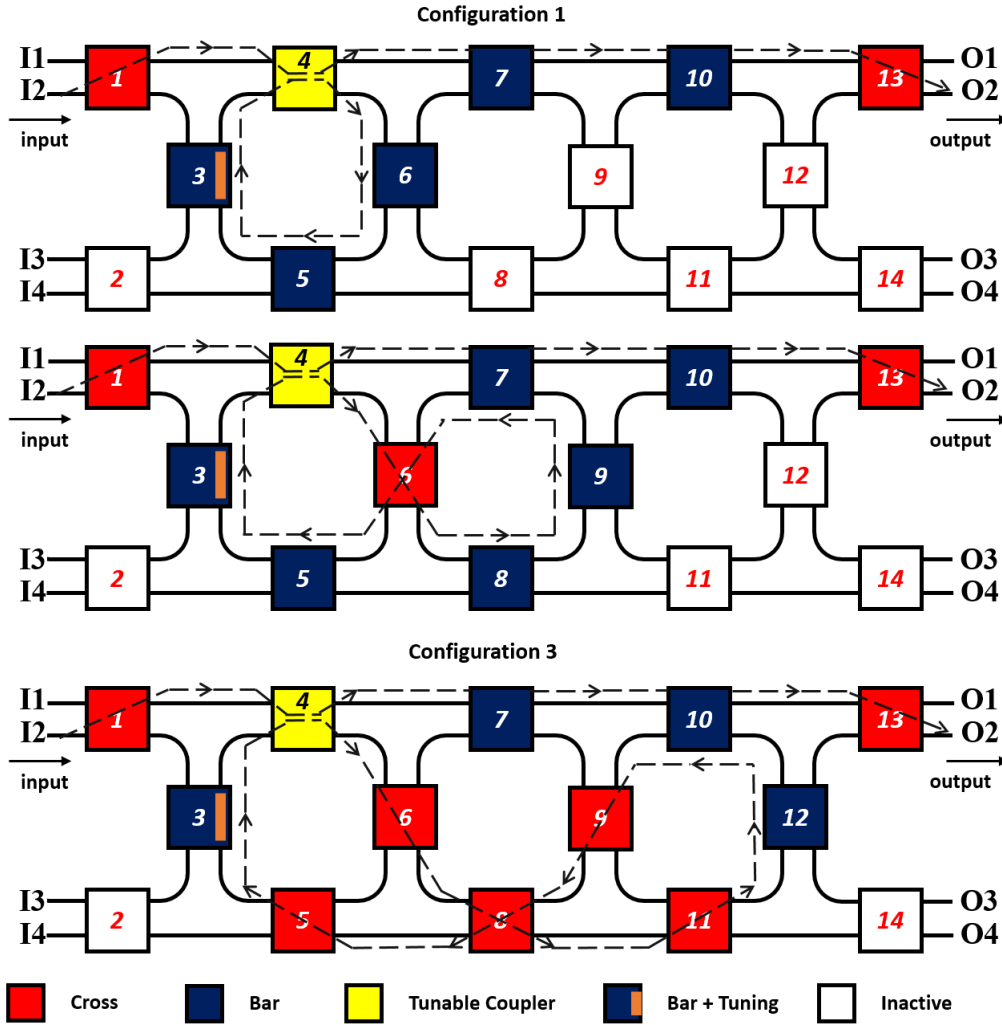 Configuration 1
I1 1 4 7 10 13 O1
I2 O2
input output
3 6 9 12
I3 2 5 8 11 14 O3
I4 O4
I1 1 4 7 10 13 O1
I2 O2
input output
3 6 9 12
I3 2 5 8 11 14 O3
I4 O4
Configuration 3
I1 1 4 7 10 13 O1
I2 O2
input output
3 6 9 12
I3 2 5 8 11 14 O3
I4 O4
Cross Bar Tunable Coupler Bar + Tuning Inactive